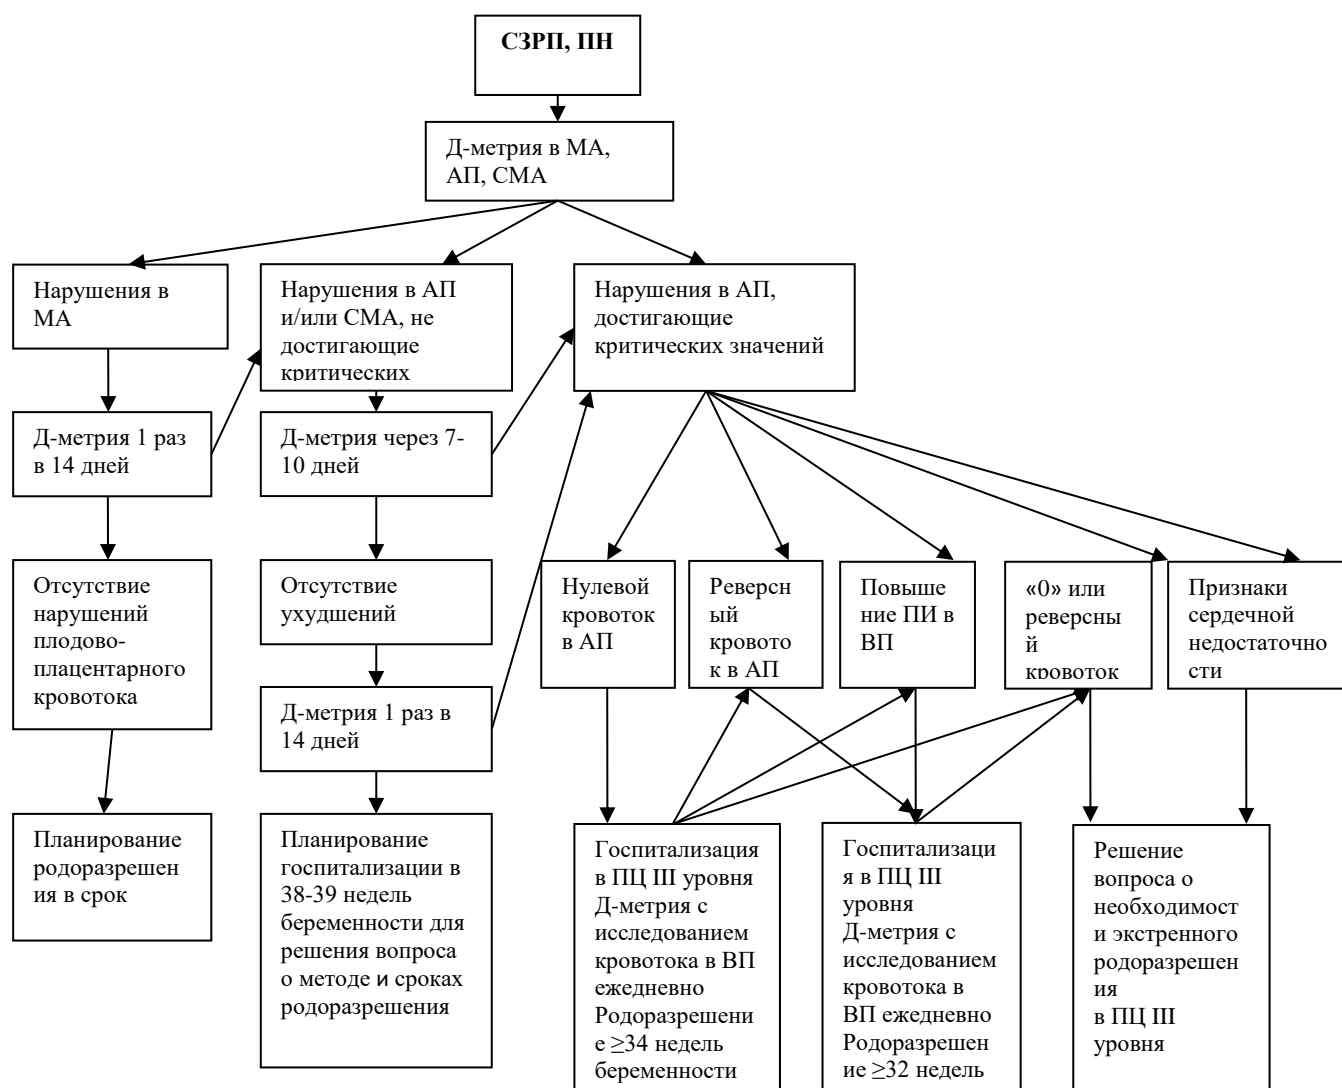 СЗРП, ПН
Д-метрия в МА,
АП, СМА
Нарушения в
МА
Нарушения в АП
и/или СМА, не
достигающие
критических
Нарушения в АП,
достигающие
критических значений
Д-метрия 1 раз
в 14 дней
Д-метрия через 7-
10 дней
Отсутствие
нарушений
плодово-
плацентарного
кровотока
Отсутствие
ухудшений
Нулевой
кровоток
в АП
Реверсн
ый
кровото
к в АП
Повыше
ние ПИ в
ВП
«0» или
реверсны
й
кровоток
Признаки
сердечной
недостаточно
сти
Д-метрия 1 раз в
14 дней
Планирование
родоразрешен
ия в срок
Планирование
госпитализации в
38-39 недель
беременности для
решения вопроса
о методе и сроках
родоразрешения
Госпитализация
в ПЦ III уровня
Д-метрия с
исследованием
кровотока в ВП
ежедневно
Родоразрешени
е ≥34 недель
беременности
Госпитализаци
я в ПЦ III
уровня
Д-метрия с
исследованием
кровотока в
ВП ежедневно
Родоразрешен
ие ≥32 недель
Решение
вопроса о
необходимост
и экстренного
родоразрешен
ия
в ПЦ III
уровня